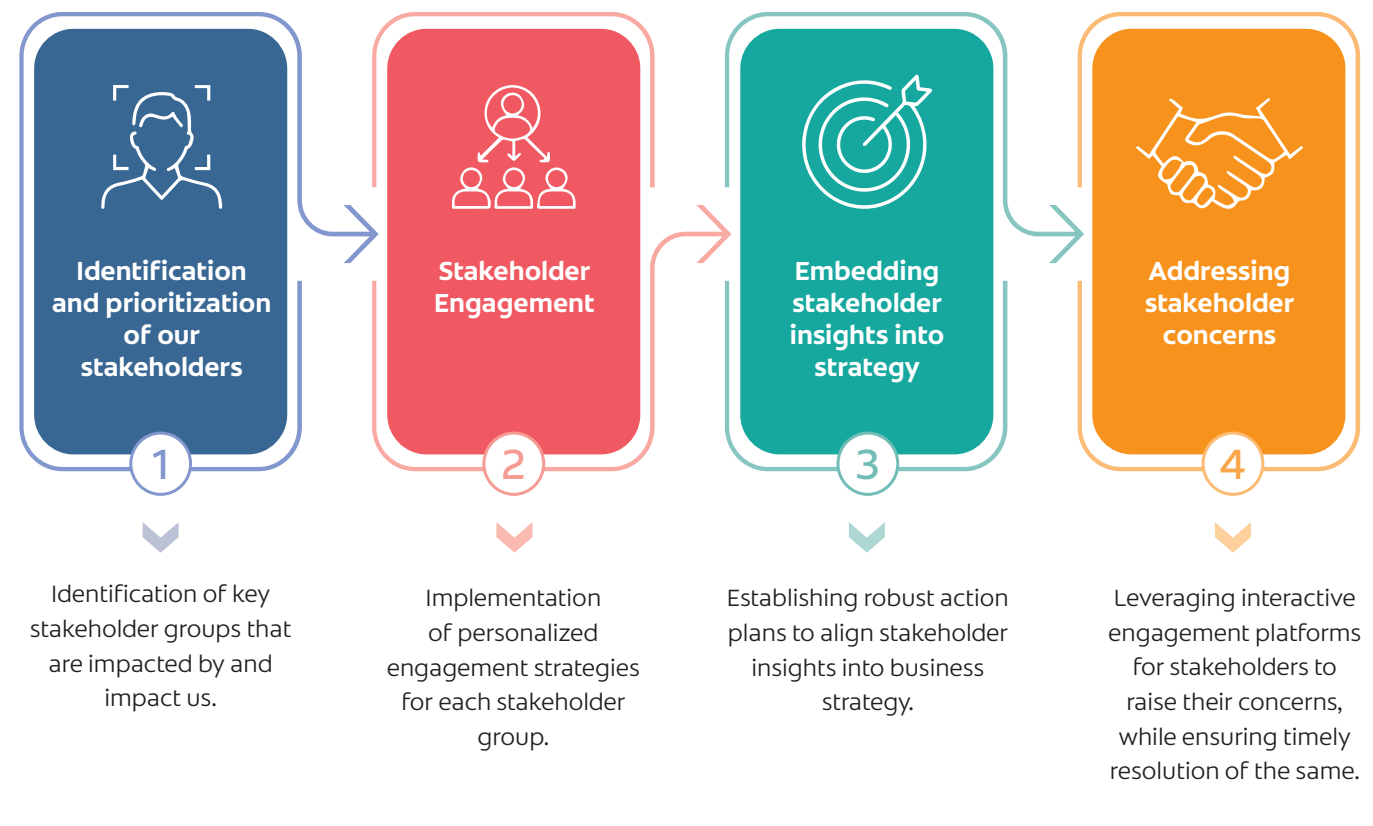 Identification
and prioritization
of our
stakeholders
1
Identification of key
stakeholder groups that
are impacted by and
impact us.
Stakeholder
Engagement
2
Implementation
of personalized
engagement strategies
for each stakeholder
group.
Embedding
stakeholder
insights into
strategy
3
Establishing robust action
plans to align stakeholder
insights into business
strategy.
Addressing
stakeholder
concerns
4
Leveraging interactive
engagement platforms
for stakeholders to
raise their concerns,
while ensuring timely
resolution of the same.